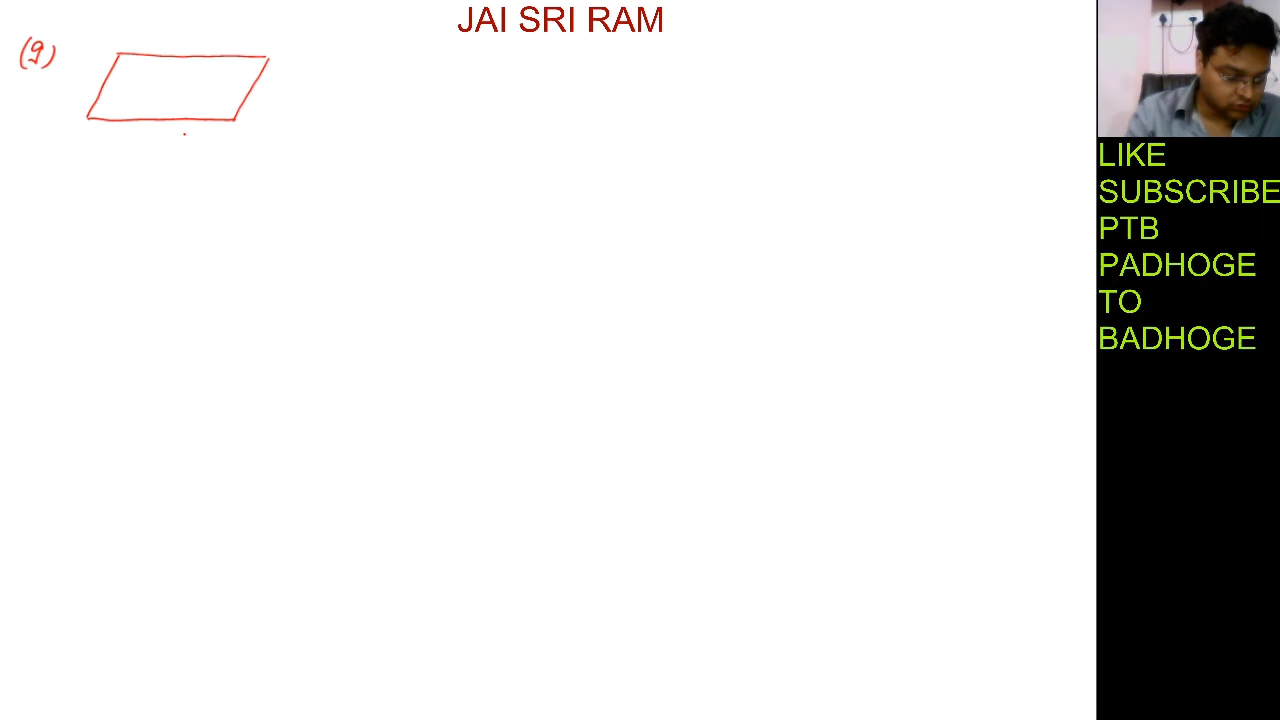 JAI SRI RAM
(9)
LIKE
SUBSCRIBE
PTB
PADHOGE
TO
BADHOGE